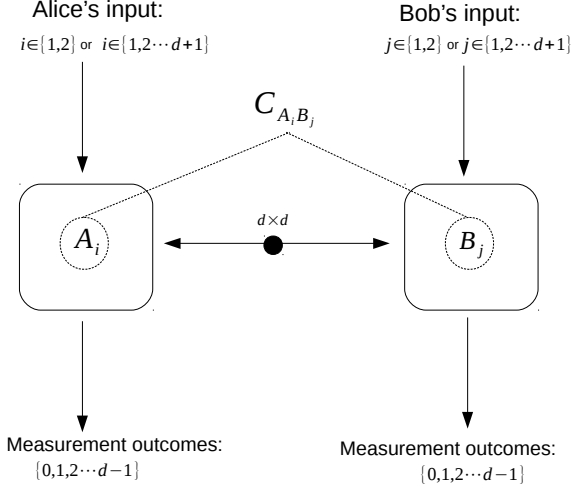 Alice's input:
i∈{1,2} or i∈{1,2⋯d+1}
Bob's input:
j∈{1,2} or j∈{1,2⋯d+1}
C_{A_i B_j}
d×d
A_i
B_j
Measurement outcomes:
{0,1,2⋯d−1}
Measurement outcomes:
{0,1,2⋯d−1}